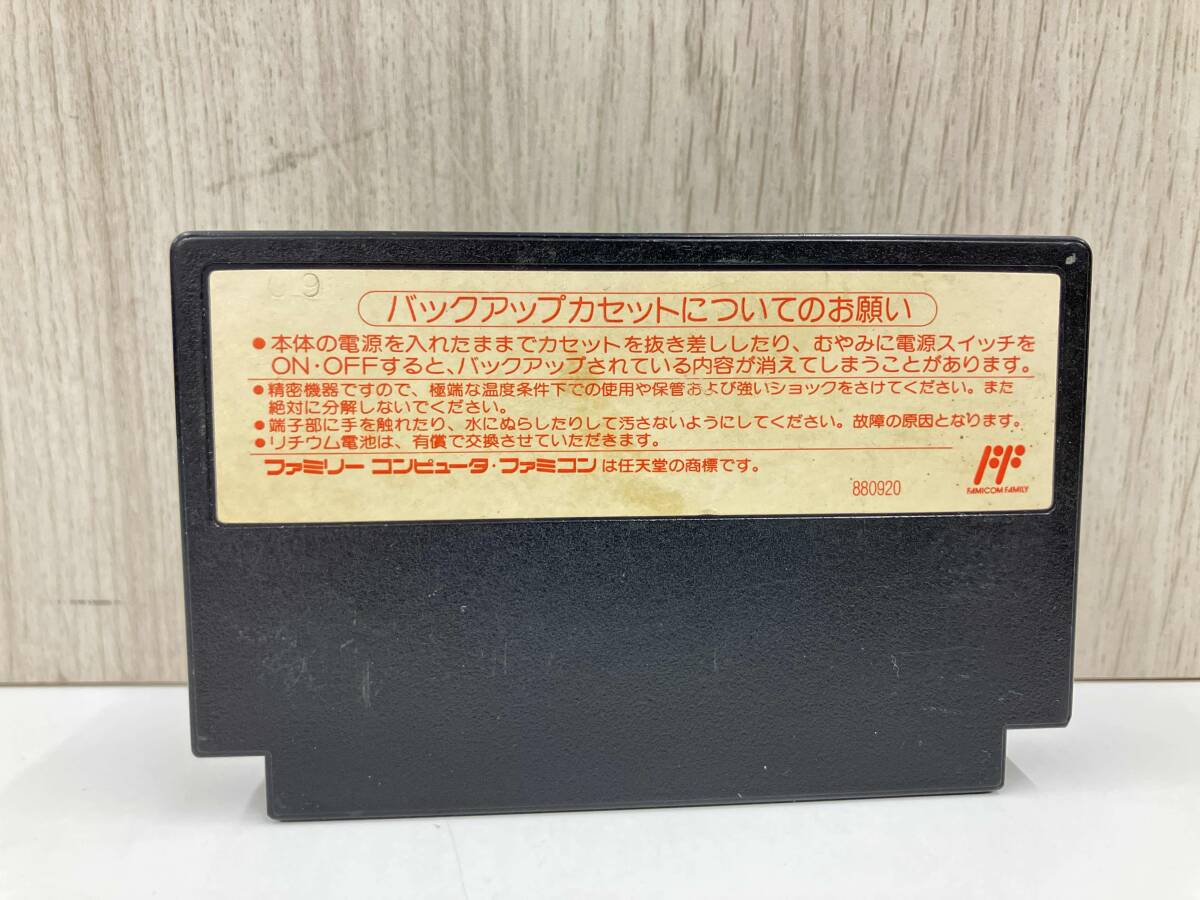 バックアップカセットについてのお願い
●本体の電源を入れたままでカセットを抜き差ししたり、むやみに電源スイッチを
ON・OFFすると、バックアップされている内容が消えてしまうことがあります。
●精密機器ですので、極端な温度条件下での使用や保管および強いショックをさけてください。また
絶対に分解しないでください。
●端子部に手を触れたり、水にぬらしたりして汚さないようにしてください。故障の原因となります。
●リチウム電池は、有償で交換させていただきます。
ファミリー コンピュータ・ファミコンは任天堂の商標です。
880920
FAMICOM FAMILY